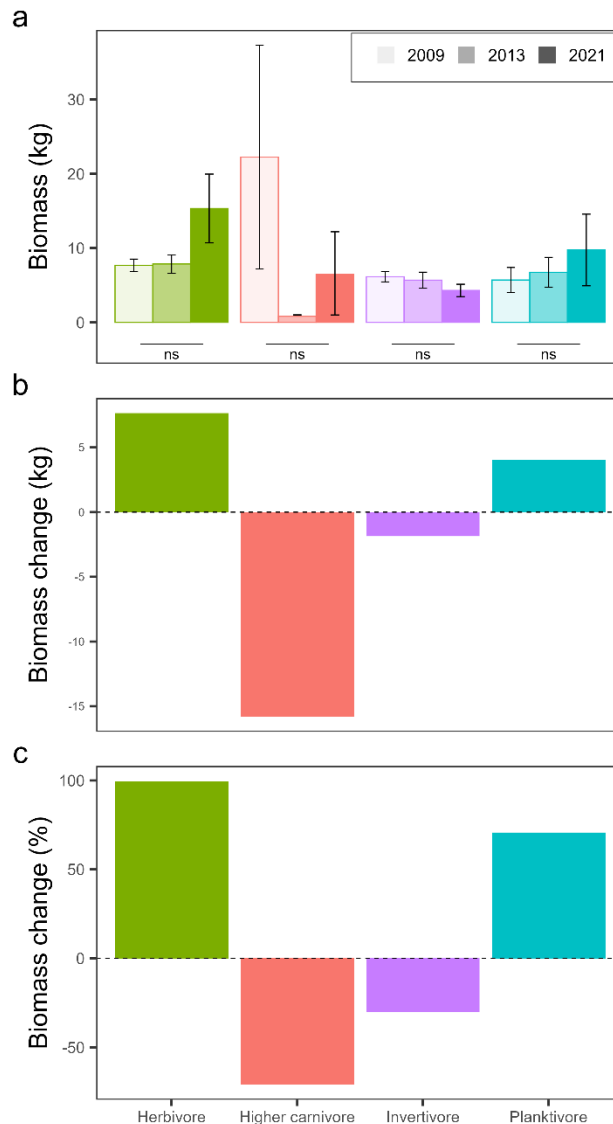 a
2009 2013 2021
Biomass (kg)
30
20
10
0
ns ns ns ns
b
Biomass change (kg)
5
0
-5
-10
-15
c
Biomass change (%)
100
50
0
-50
Herbivore Higher carnivore Invertivore Planktivore